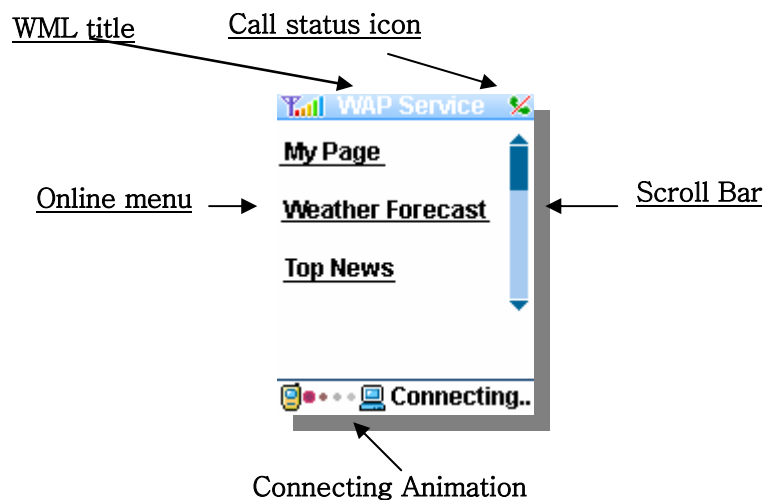 WML title
Call status icon
WAP Service
My Page
Online menu
Weather Forecast
Scroll Bar
Top News
Connecting..
Connecting Animation